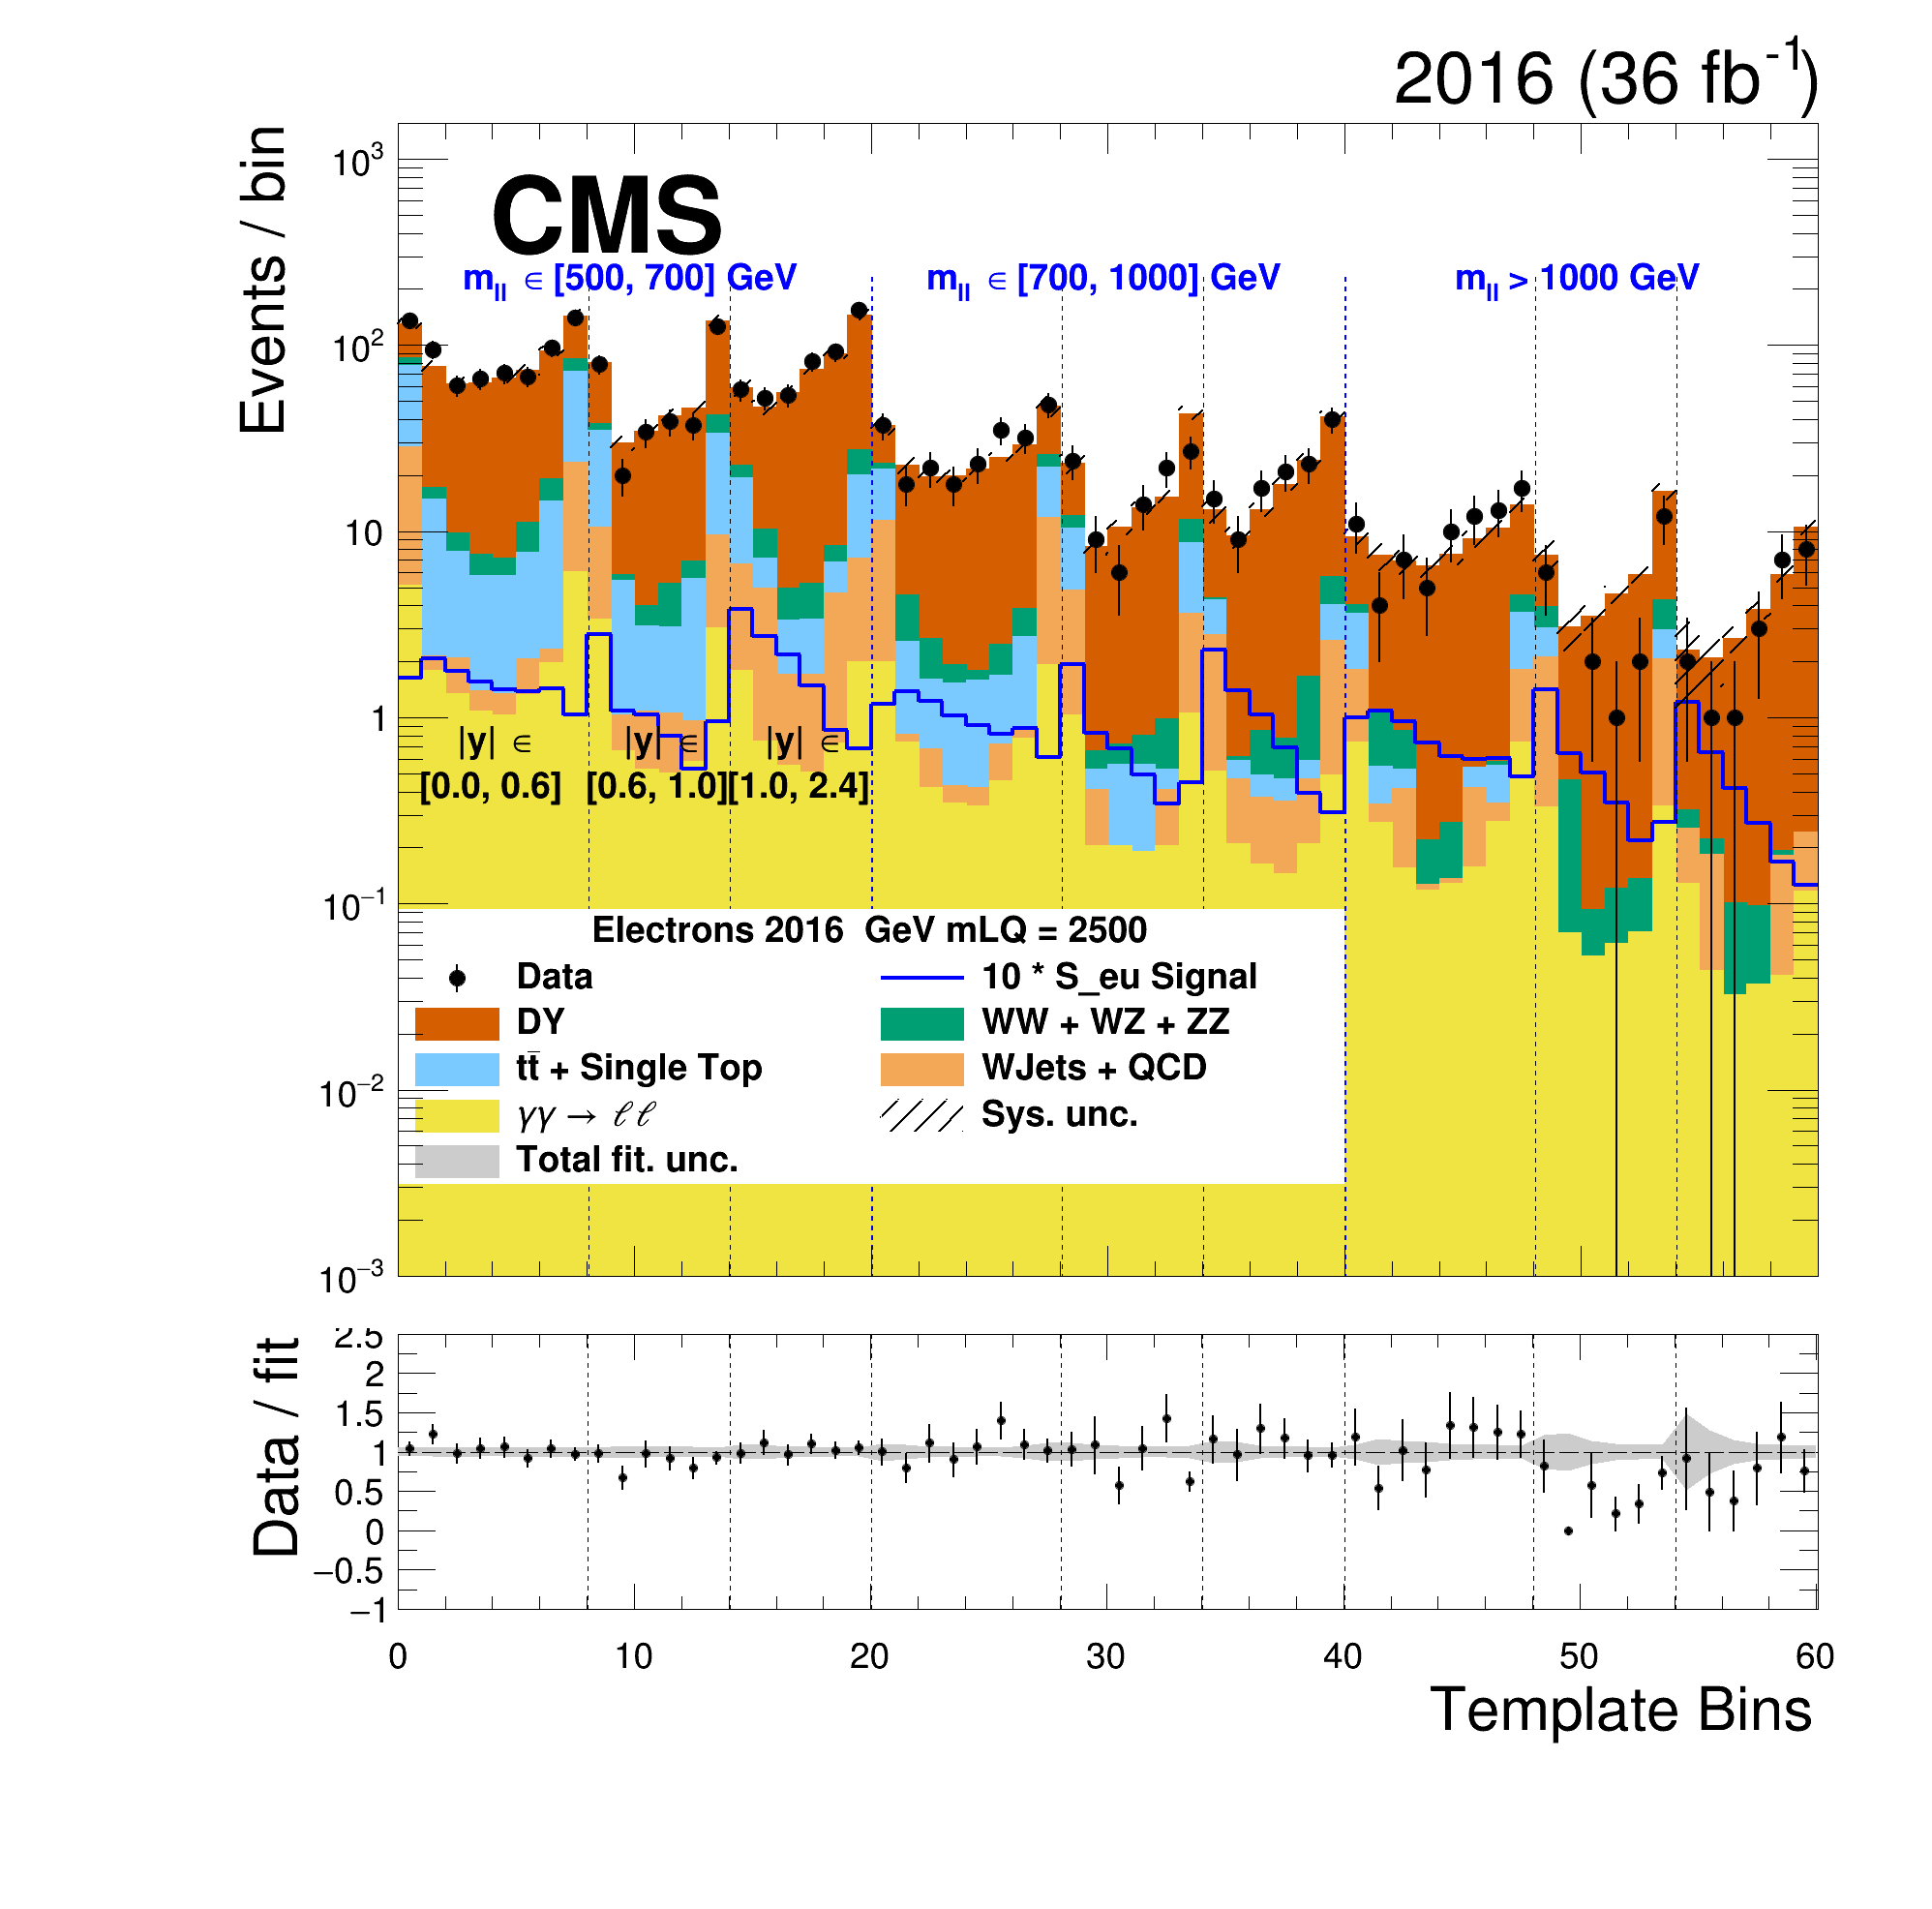 2016 (36 fb⁻¹)
Events / bin
CMS
m_ll ∈ [500, 700] GeV
m_ll ∈ [700, 1000] GeV
m_ll > 1000 GeV
10³
10²
10
1
10⁻¹
10⁻²
10⁻³
|y| ∈
[0.0, 0.6]
|y| ∈
[0.6, 1.0]
|y| ∈
[1.0, 2.4]
Electrons 2016 GeV mLQ = 2500
Data
10 * S_eu Signal
DY
WW + WZ + ZZ
tt̄ + Single Top
WJets + QCD
γγ → ℓℓ
Sys. unc.
Total fit. unc.
Data / fit
2.5
2
1.5
1
0.5
0
−0.5
−1
0 10 20 30 40 50 60
Template Bins